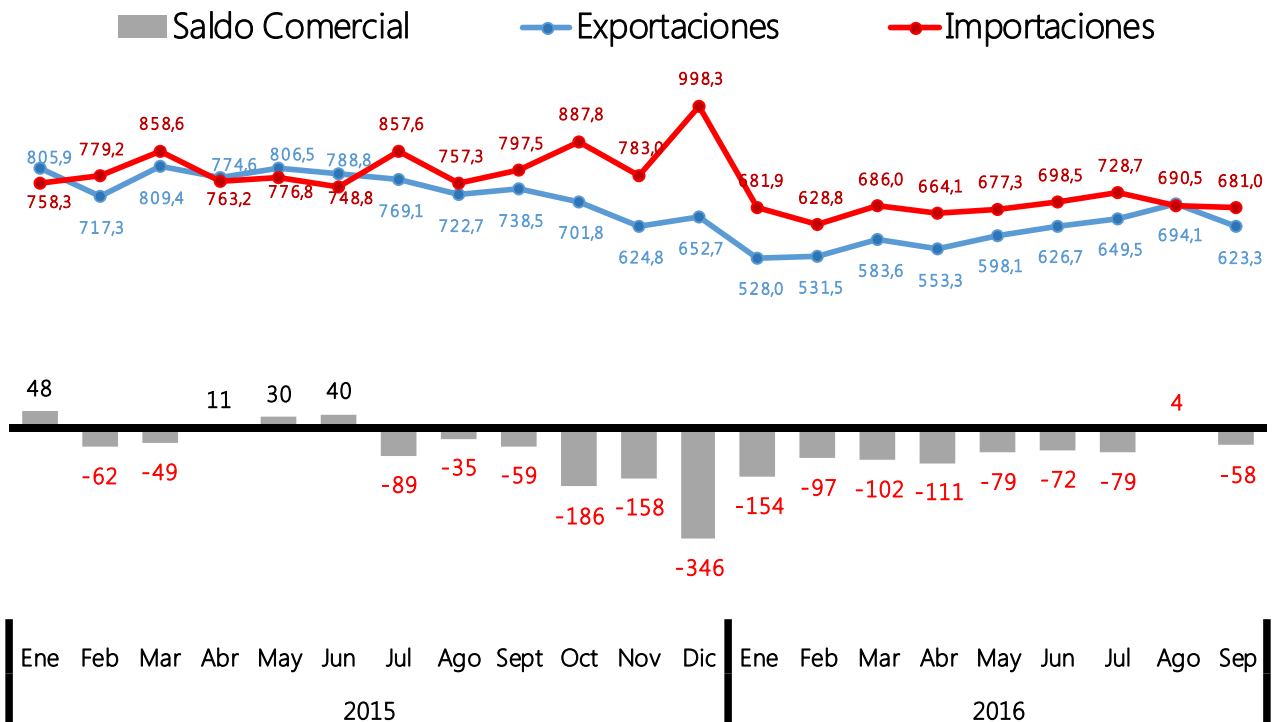 Saldo Comercial Exportaciones Importaciones
805,9 717,3 809,4 774,6 806,5 788,8 769,1 722,7 738,5 701,8 624,8 652,7 528,0 531,5 583,6 553,3 598,1 626,7 649,5 694,1 623,3
758,3 779,2 858,6 763,2 776,8 748,8 857,6 757,3 797,5 887,8 783,0 998,3 681,9 628,8 686,0 664,1 677,3 698,5 728,7 690,5 681,0
48 -62 -49 11 30 40 -89 -35 -59 -186 -158 -346 -154 -97 -102 -111 -79 -72 -79 4 -58
Ene Feb Mar Abr May Jun Jul Ago Sept Oct Nov Dic Ene Feb Mar Abr May Jun Jul Ago Sep
2015 2016